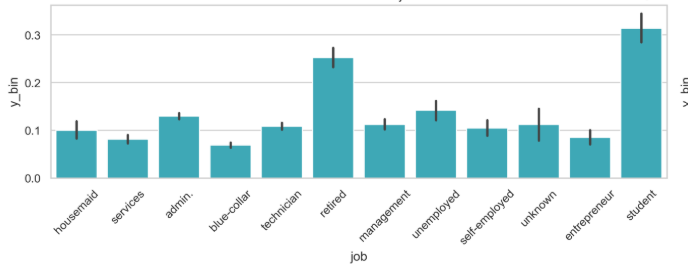 0.3
0.2
0.1
0.0
y_bin
housemaid
services
admin.
blue-collar
technician
retired
management
unemployed
self-employed
unknown
entrepreneur
student
job
y_bin